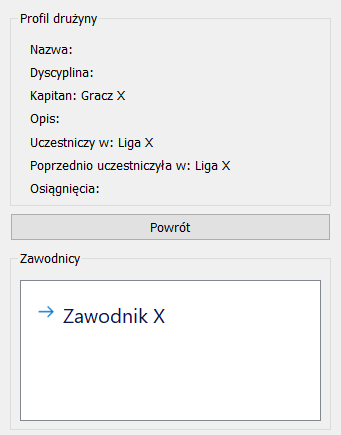 Profil drużyny
Nazwa:
Dyscyplina:
Kapitan: Gracz X
Opis:
Uczestniczy w: Liga X
Poprzednio uczestniczyła w: Liga X
Osiągnięcia:
Powrót
Zawodnicy
Zawodnik X